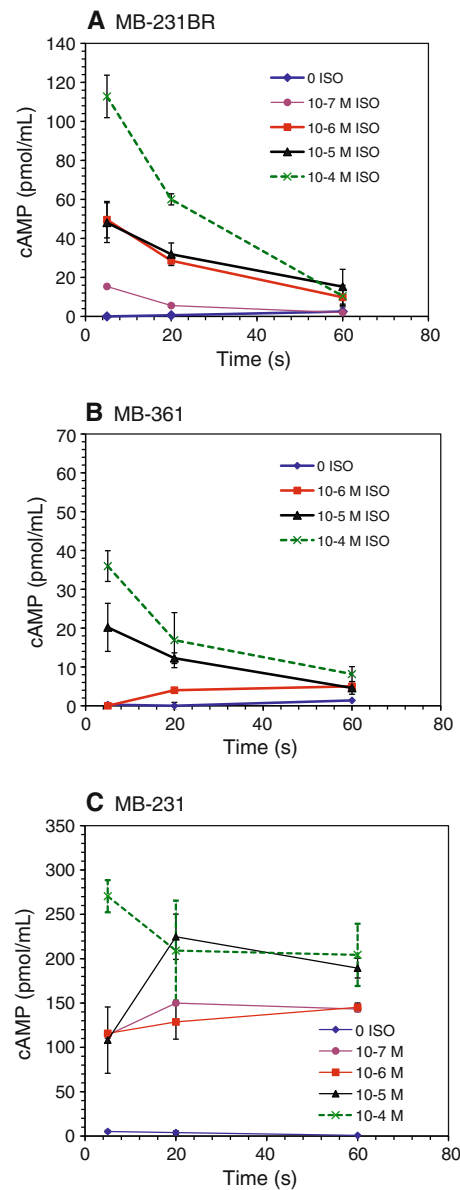 A MB-231BR
140
120
100
80
60
40
20
0
cAMP (pmol/mL)
0 ISO
10-7 M ISO
10-6 M ISO
10-5 M ISO
10-4 M ISO
0 20 40 60 80
Time (s)
B MB-361
70
60
50
40
30
20
10
0
cAMP (pmol/mL)
0 ISO
10-6 M ISO
10-5 M ISO
10-4 M ISO
0 20 40 60 80
Time (s)
C MB-231
350
300
250
200
150
100
50
0
cAMP (pmol/mL)
0 ISO
10-7 M
10-6 M
10-5 M
10-4 M
0 20 40 60 80
Time (s)